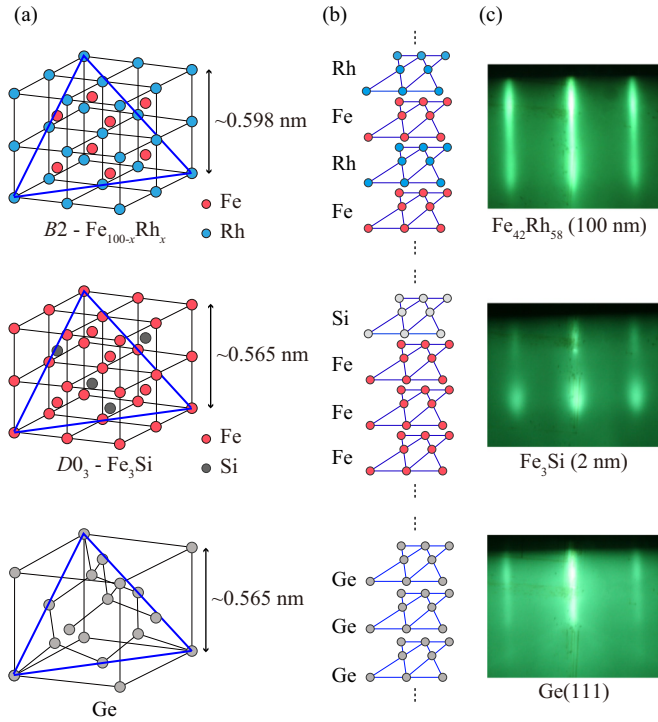 (a)
(b)
(c)
~0.598 nm
Fe
Rh
B2 - Fe100-xRhx
Rh
Fe
Rh
Fe
Fe42Rh58 (100 nm)
~0.565 nm
Fe
Si
D03 - Fe3Si
Si
Fe
Fe
Fe
Fe3Si (2 nm)
~0.565 nm
Ge
Ge
Ge
Ge
Ge(111)